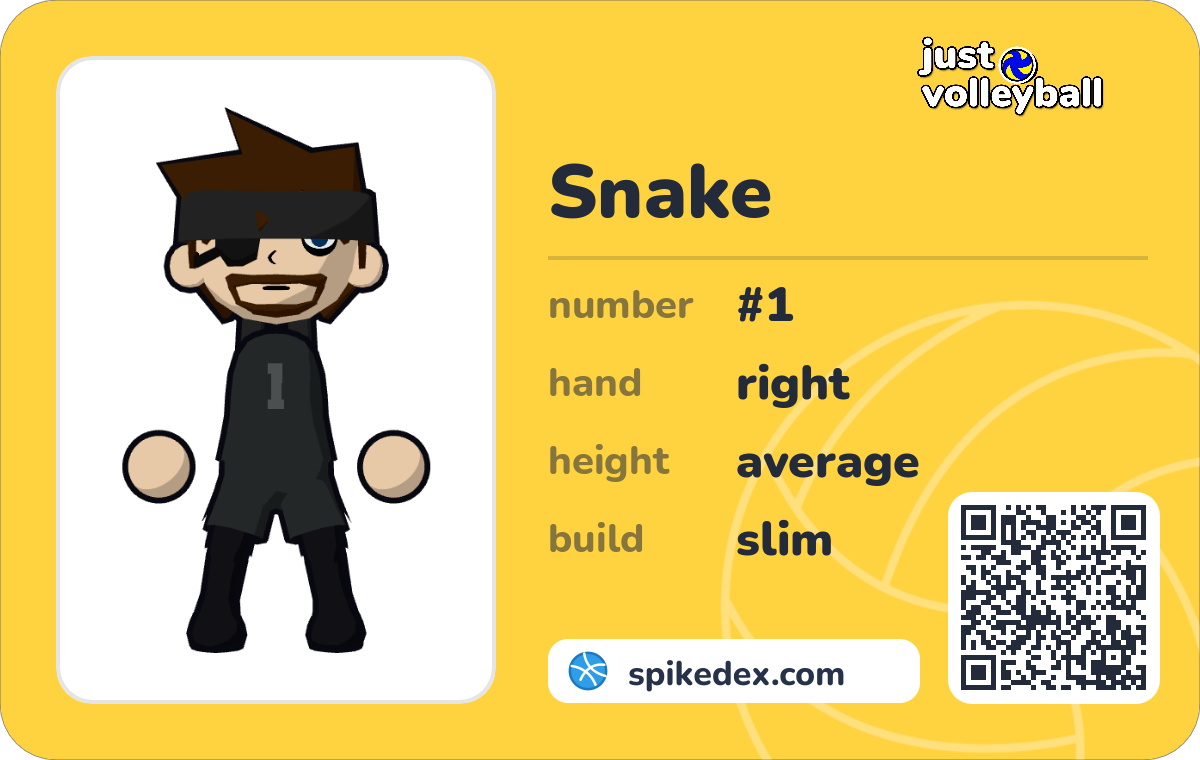 just
volleyball
Snake
number #1
hand right
height average
build slim
1
spikedex.com